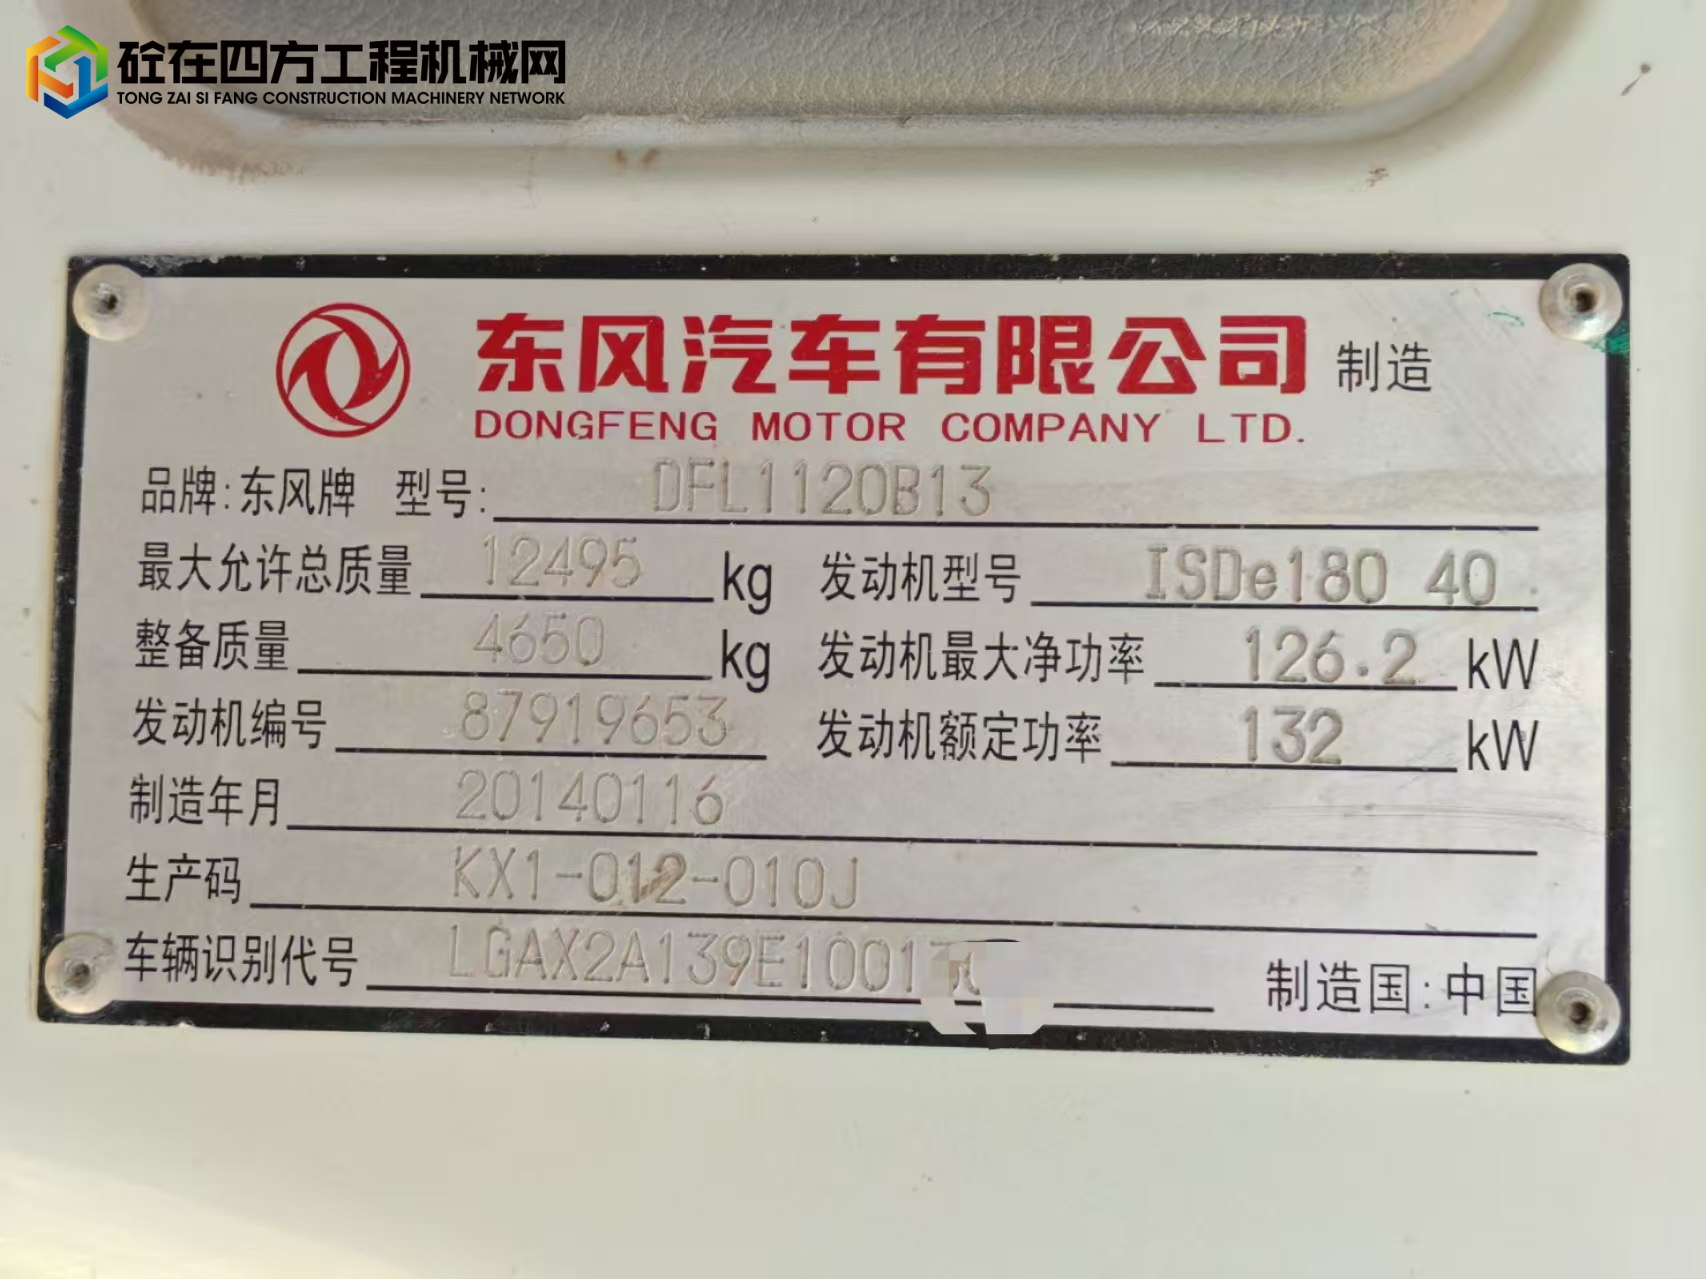 砼在四方工程机械网
TONG ZAI SI FANG CONSTRUCTION MACHINERY NETWORK
东风汽车有限公司 制造
DONGFENG MOTOR COMPANY LTD.
品牌:东风牌 型号: DFL1120B13
最大允许总质量 12495 kg 发动机型号 ISDe180 40
整备质量 4650 kg 发动机最大净功率 126.2 kW
发动机编号 87919653 发动机额定功率 132 kW
制造年月 20140116
生产码 KX1-012-010J
车辆识别代号 LGAX2A139E1001 制造国:中国